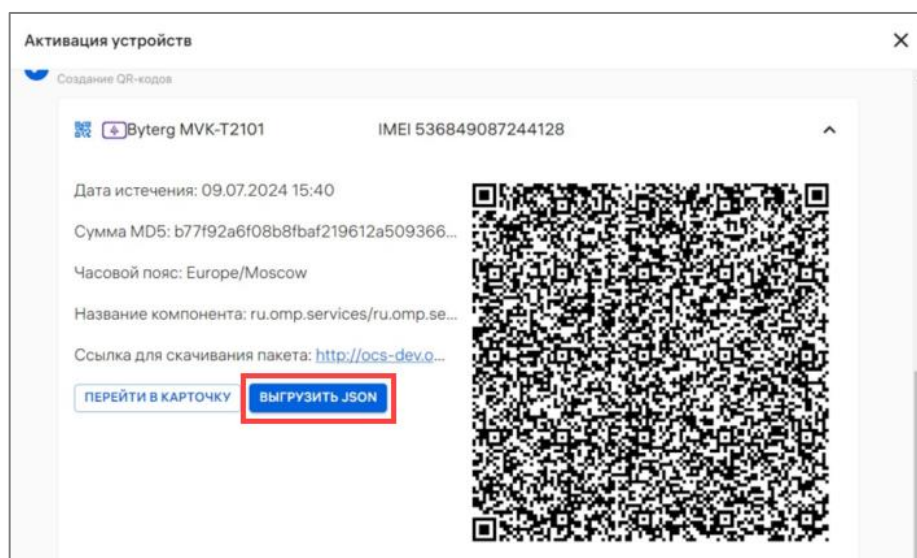 Активация устройств
Создание QR-кодов
Byterg MVK-T2101 IMEI 536849087244128
Дата истечения: 09.07.2024 15:40
Сумма MD5: b77f92a6f08b8fbaf219612a509366...
Часовой пояс: Europe/Moscow
Название компонента: ru.omp.services/ru.omp.se...
Ссылка для скачивания пакета: http://ocs-dev.o...
ПЕРЕЙТИ В КАРТОЧКУ ВЫГРУЗИТЬ JSON